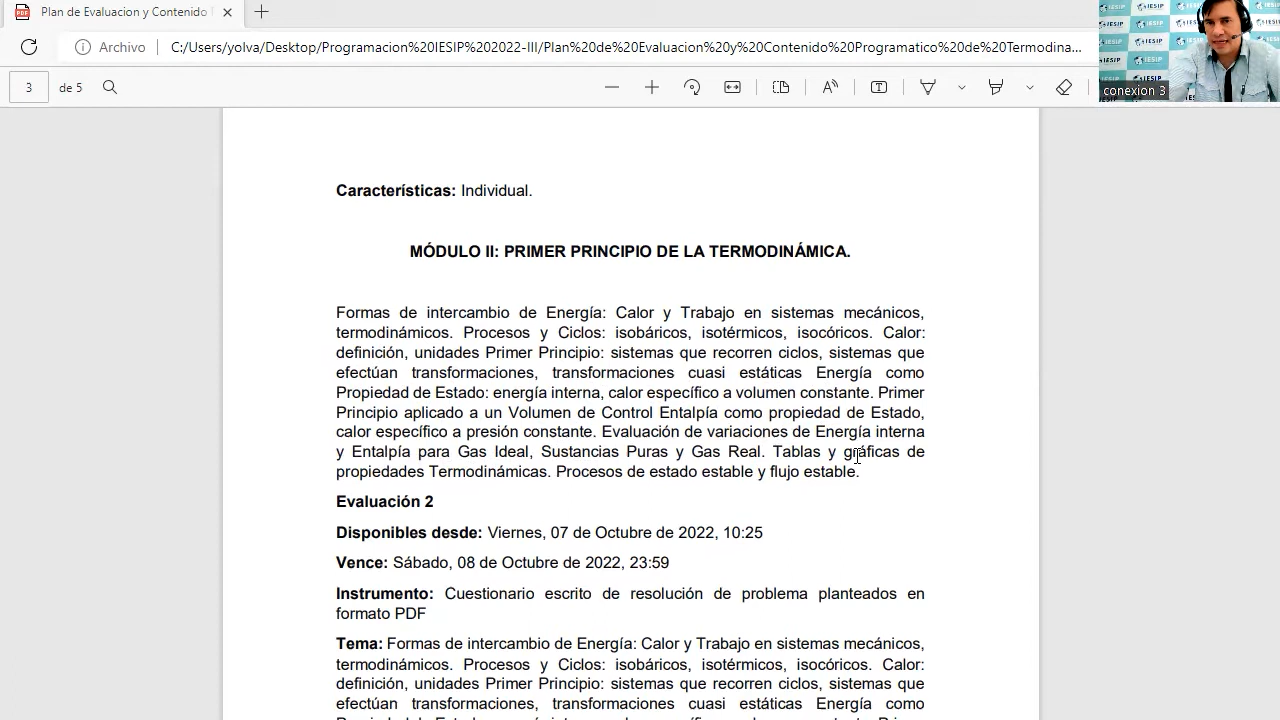 Plan de Evaluacion y Contenido
Archivo
C:/Users/yolva/Desktop/Programacion%20IESIP%202022-III/Plan%20de%20Evaluacion%20y%20Contenido%20Programatico%20de%20Termodina...
3 de 5
IESIP
conexion 3
Características: Individual.
MÓDULO II: PRIMER PRINCIPIO DE LA TERMODINÁMICA.
Formas de intercambio de Energía: Calor y Trabajo en sistemas mecánicos,
termodinámicos. Procesos y Ciclos: isobáricos, isotérmicos, isocóricos. Calor:
definición, unidades Primer Principio: sistemas que recorren ciclos, sistemas que
efectúan transformaciones, transformaciones cuasi estáticas Energía como
Propiedad de Estado: energía interna, calor específico a volumen constante. Primer
Principio aplicado a un Volumen de Control Entalpía como propiedad de Estado,
calor específico a presión constante. Evaluación de variaciones de Energía interna
y Entalpía para Gas Ideal, Sustancias Puras y Gas Real. Tablas y gráficas de
propiedades Termodinámicas. Procesos de estado estable y flujo estable.
Evaluación 2
Disponibles desde: Viernes, 07 de Octubre de 2022, 10:25
Vence: Sábado, 08 de Octubre de 2022, 23:59
Instrumento: Cuestionario escrito de resolución de problema planteados en
formato PDF
Tema: Formas de intercambio de Energía: Calor y Trabajo en sistemas mecánicos,
termodinámicos. Procesos y Ciclos: isobáricos, isotérmicos, isocóricos. Calor:
definición, unidades Primer Principio: sistemas que recorren ciclos, sistemas que
efectúan transformaciones, transformaciones cuasi estáticas Energía como